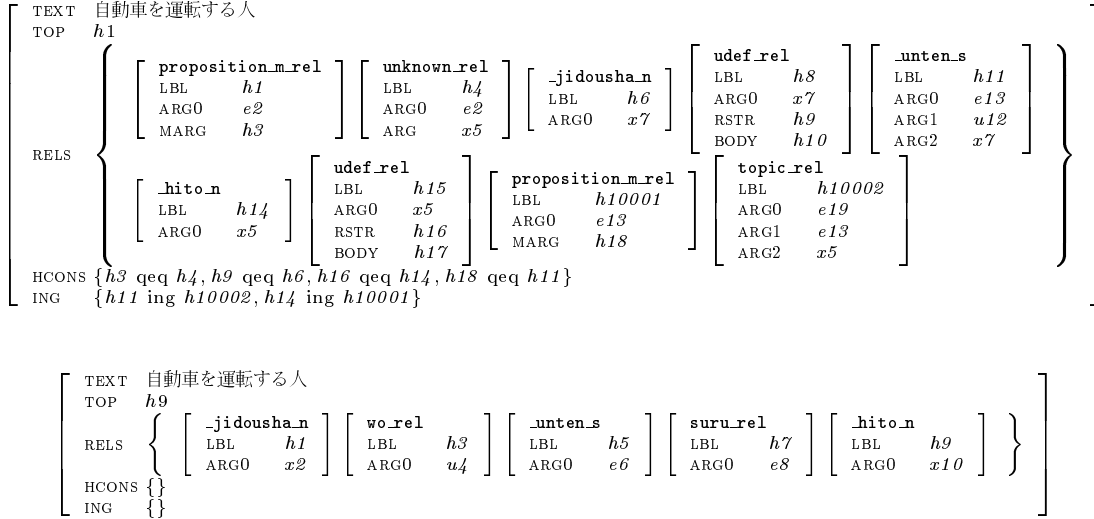 TEXT 自動車を運転する人
TOP h1
RELS { [ proposition_m_rel LBL h1 ARG0 e2 MARG h3 ] [ unknown_rel LBL h4 ARG0 e2 ARG x5 ] [ _jidousha_n LBL h6 ARG0 x7 ] [ udef_rel LBL h8 ARG0 x7 RSTR h9 BODY h10 ] [ _unten_s LBL h11 ARG0 e13 ARG1 u12 ARG2 x7 ]
[ _hito_n LBL h14 ARG0 x5 ] [ udef_rel LBL h15 ARG0 x5 RSTR h16 BODY h17 ] [ proposition_m_rel LBL h10001 ARG0 e13 MARG h18 ] [ topic_rel LBL h10002 ARG0 e19 ARG1 e13 ARG2 x5 ] }
HCONS {h3 qeq h4, h9 qeq h6, h16 qeq h14, h18 qeq h11}
ING {h11 ing h10002, h14 ing h10001}
TEXT 自動車を運転する人
TOP h9
RELS { [ _jidousha_n LBL h1 ARG0 x2 ] [ wo_rel LBL h3 ARG0 u4 ] [ _unten_s LBL h5 ARG0 e6 ] [ suru_rel LBL h7 ARG0 e8 ] [ _hito_n LBL h9 ARG0 x10 ] }
HCONS {}
ING {}